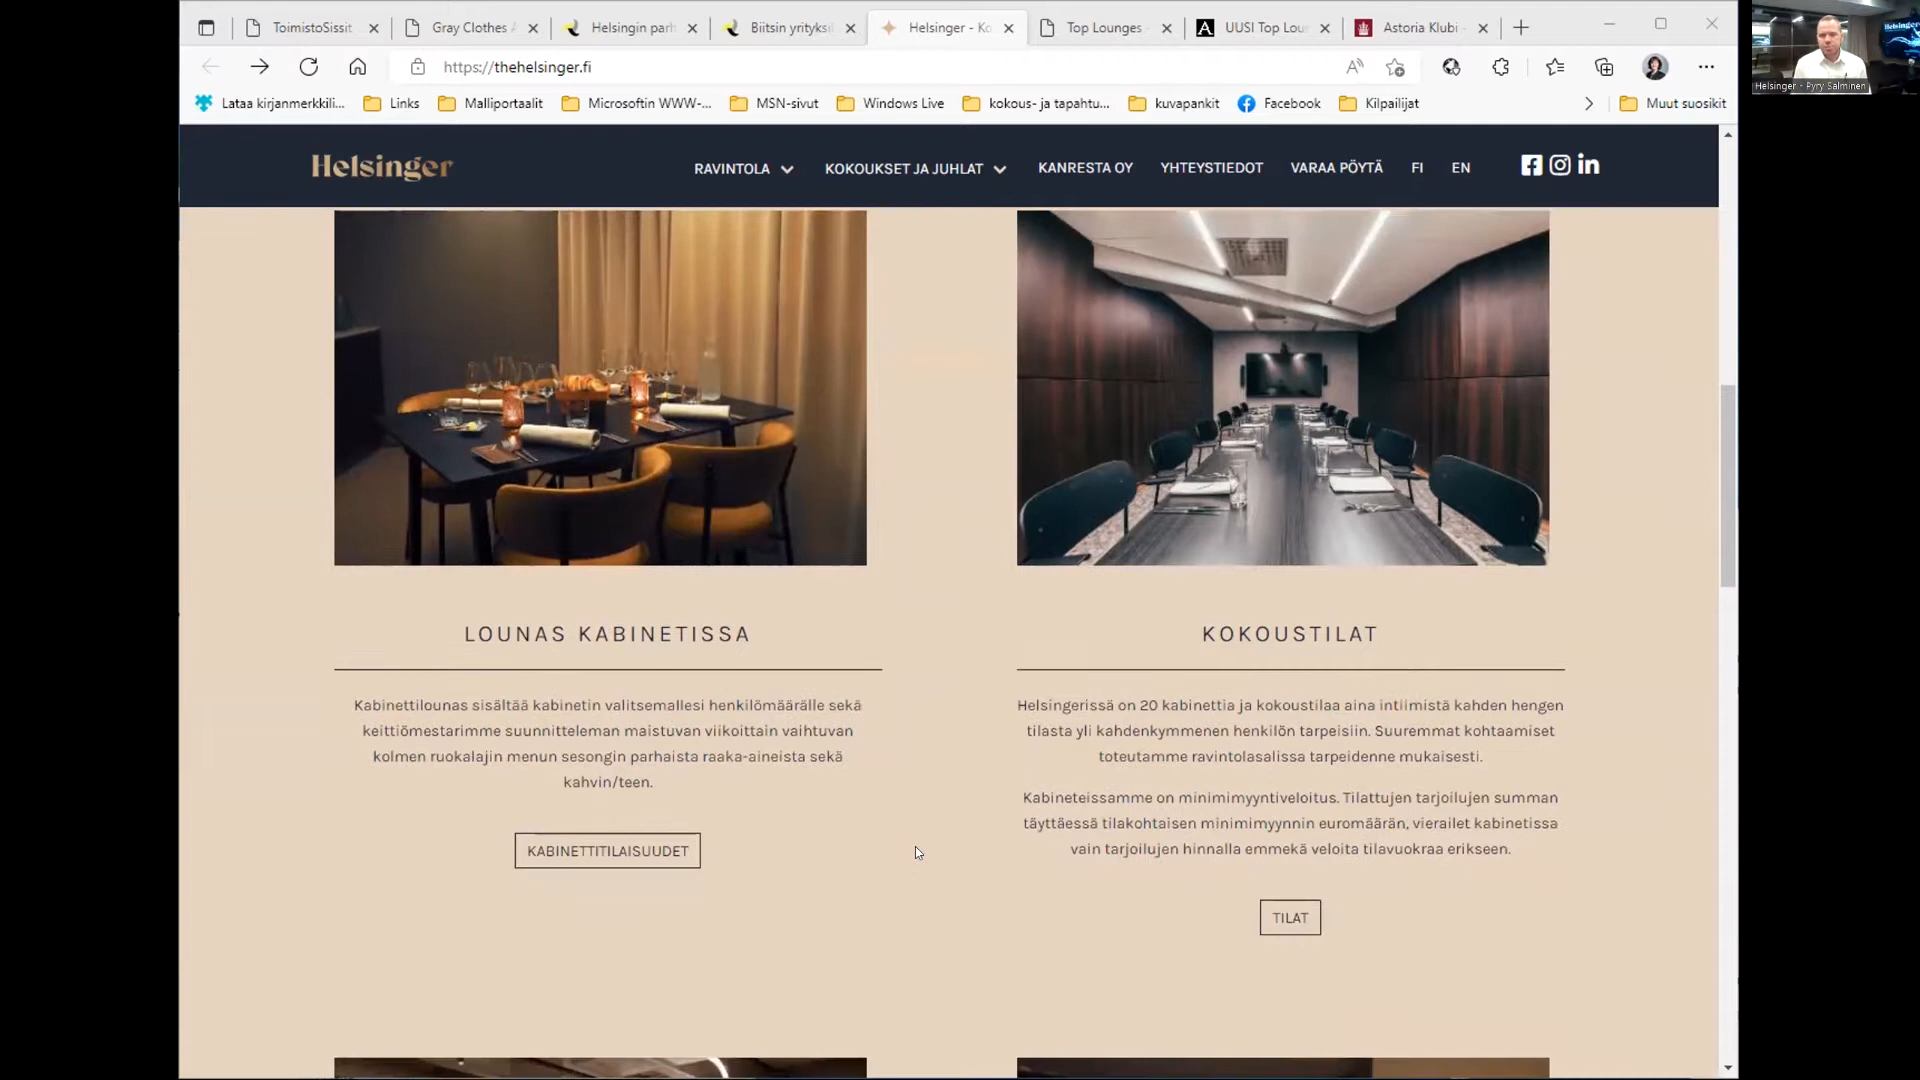 ToimistoSissit
Gray Clothes
Helsingin parh
Biitsin yrityksil
Helsinger - Ko
Top Lounges -
UUSI Top Lou
Astoria Klubi -
https://thehelsinger.fi
Lataa kirjanmerkkili...
Links
Malliportaalit
Microsoftin WWW-...
MSN-sivut
Windows Live
kokous- ja tapahtu...
kuvapankit
Facebook
Kilpailijat
Muut suosikit
Helsinger
RAVINTOLA
KOKOUKSET JA JUHLAT
KANRESTA OY
YHTEYSTIEDOT
VARAA PÖYTÄ
FI
EN
LOUNAS KABINETISSA
Kabinettilounas sisältää kabinetin valitsemallesi henkilömäärälle sekä
keittiömestarimme suunnitteleman maistuvan viikoittain vaihtuvan
kolmen ruokalajin menun sesongin parhaista raaka-aineista sekä
kahvin/teen.
KABINETTITILAISUUDET
KOKOUSTILAT
Helsingerissä on 20 kabinettia ja kokoustilaa aina intiimistä kahden hengen
tilasta yli kahdenkymmenen henkilön tarpeisiin. Suuremmat kohtaamiset
toteutamme ravintolasalissa tarpeidenne mukaisesti.
Kabineteissamme on minimimyyntiveloitus. Tilattujen tarjoilujen summan
täyttäessä tilakohtaisen minimimyynnin euromäärän, vierailet kabinetissa
vain tarjoilujen hinnalla emmekä veloita tilavuokraa erikseen.
TILAT
Helsinger
Helsinger - Pyry Salminen